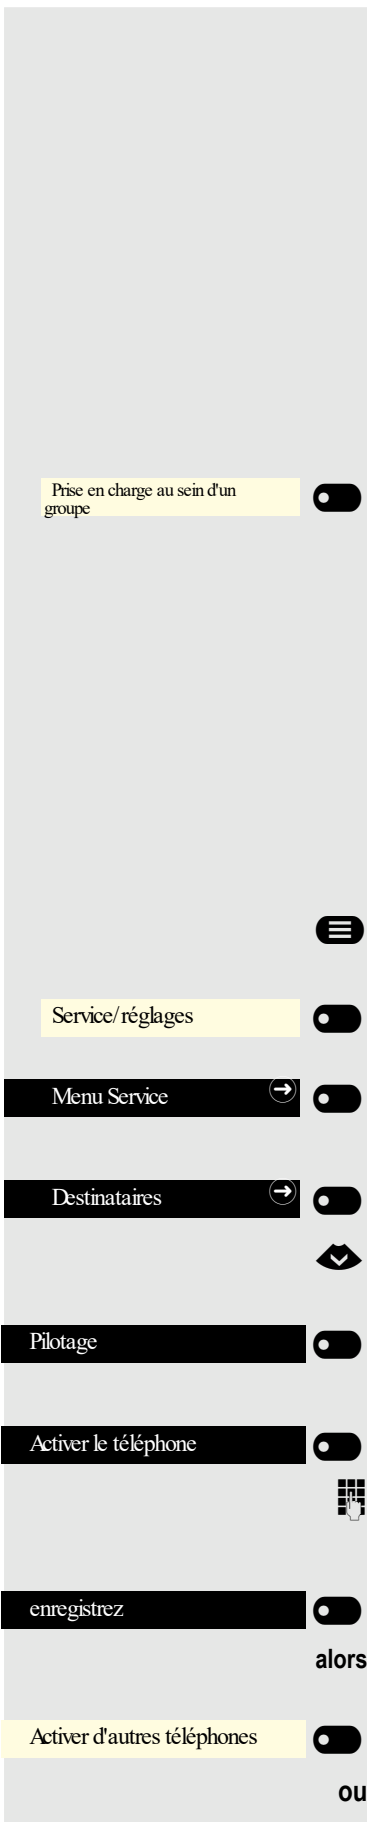 Prise en charge au sein d'un
groupe
Service/réglages
Menu Service
Destinataires
Pilotage
Activer le téléphone
enregistrez
alors
Activer d'autres téléphones
ou